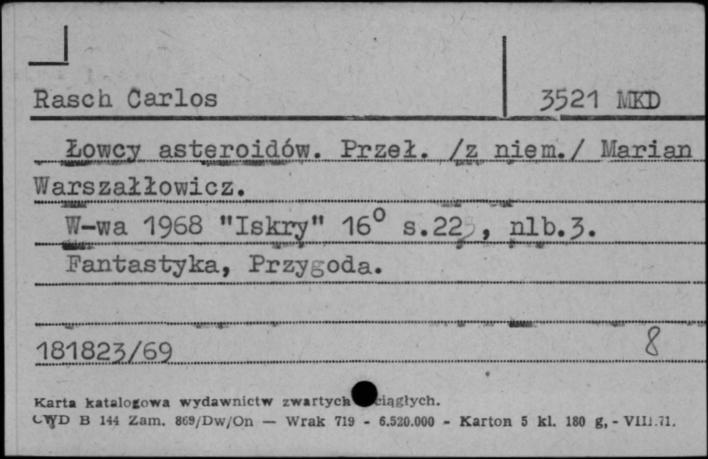 Rasch Carlos 3521 MKD
Łowcy asteroidów. Przeł. /z niem./ Marian
Warszałłowicz.
W-wa 1968 "Iskry" 16° s.225, nlb.3.
Fantastyka, Przygoda.
181823/69 8
Karta katalogowa wydawnictw zwartych ciągłych.
CWD B 144 Zam. 869/Dw/On — Wrak 719 - 6.520.000 - Karton 5 kl. 180 g, - VIII.71.